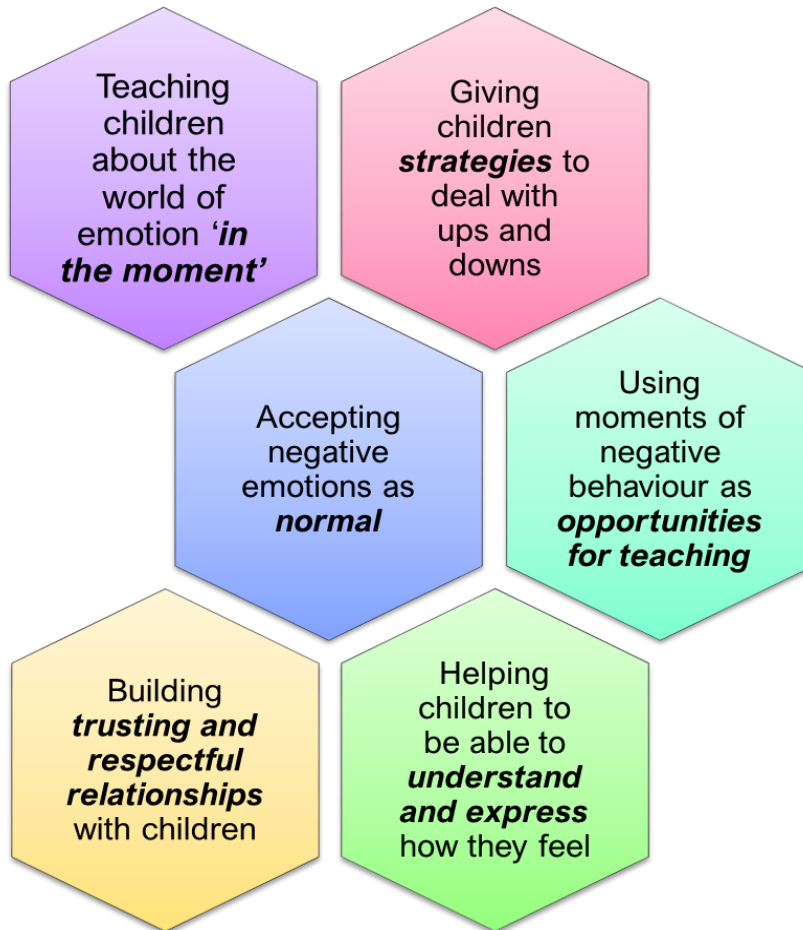 Teaching
children
about the
world of
emotion ‘in
the moment’
Giving
children
strategies to
deal with
ups and
downs
Accepting
negative
emotions as
normal
Using
moments of
negative
behaviour as
opportunities
for teaching
Building
trusting and
respectful
relationships
with children
Helping
children to
be able to
understand
and express
how they feel